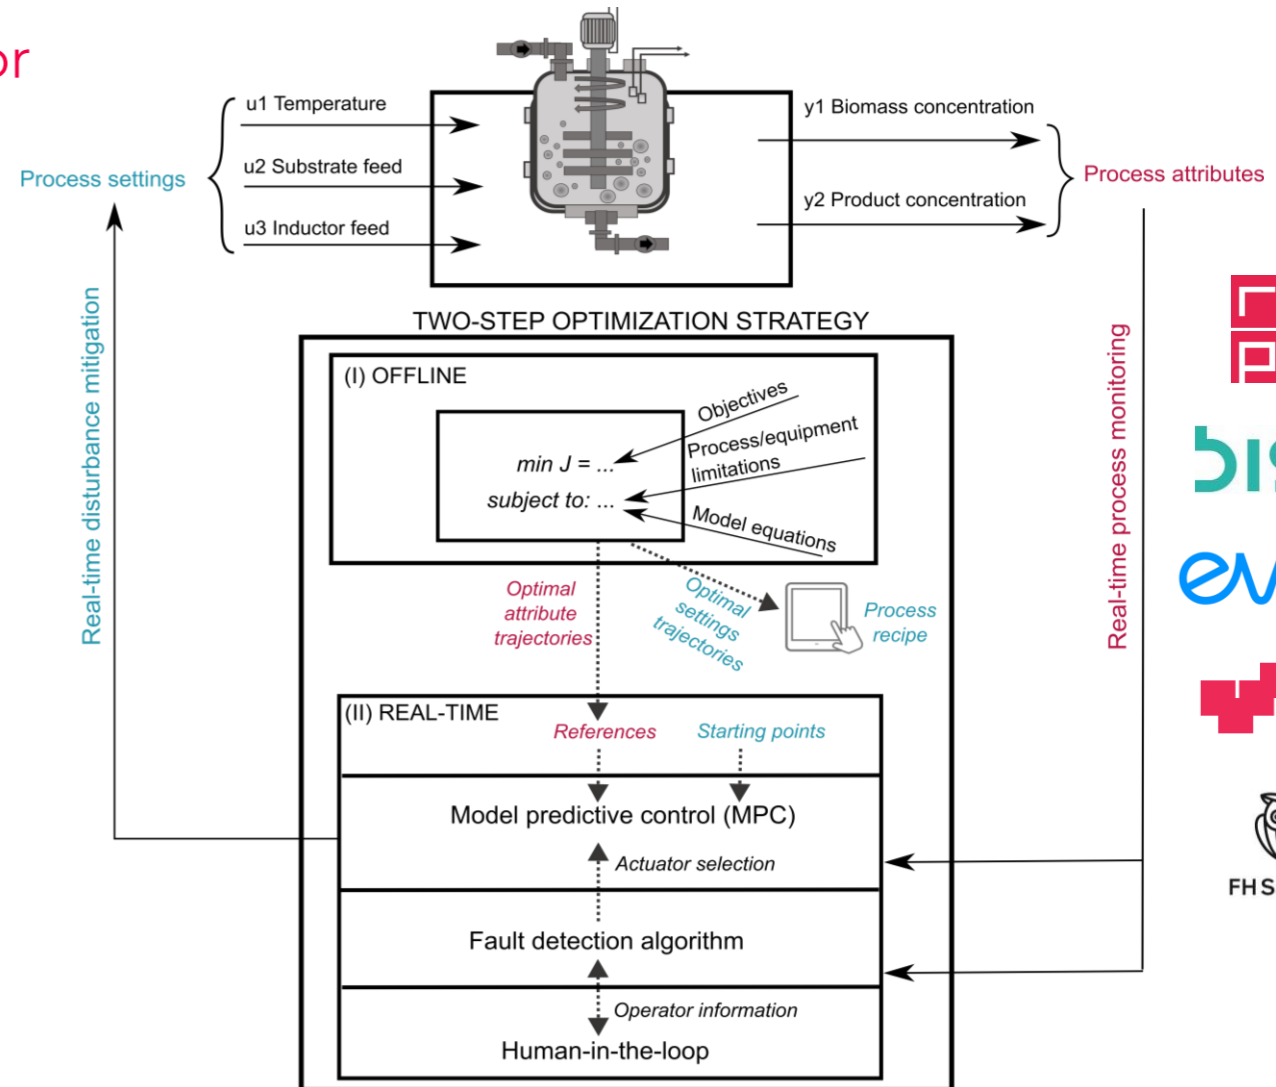 or
u1 Temperature
u2 Substrate feed
u3 Inductor feed
Process settings
y1 Biomass concentration
y2 Product concentration
Process attributes
Real-time disturbance mitigation
Real-time process monitoring
TWO-STEP OPTIMIZATION STRATEGY
(I) OFFLINE
min J = ...
subject to: ...
Objectives
Process/equipment
limitations
Model equations
Optimal
attribute
trajectories
Optimal
settings
trajectories
Process
recipe
(II) REAL-TIME
References
Starting points
Model predictive control (MPC)
Actuator selection
Fault detection algorithm
Operator information
Human-in-the-loop
FH S